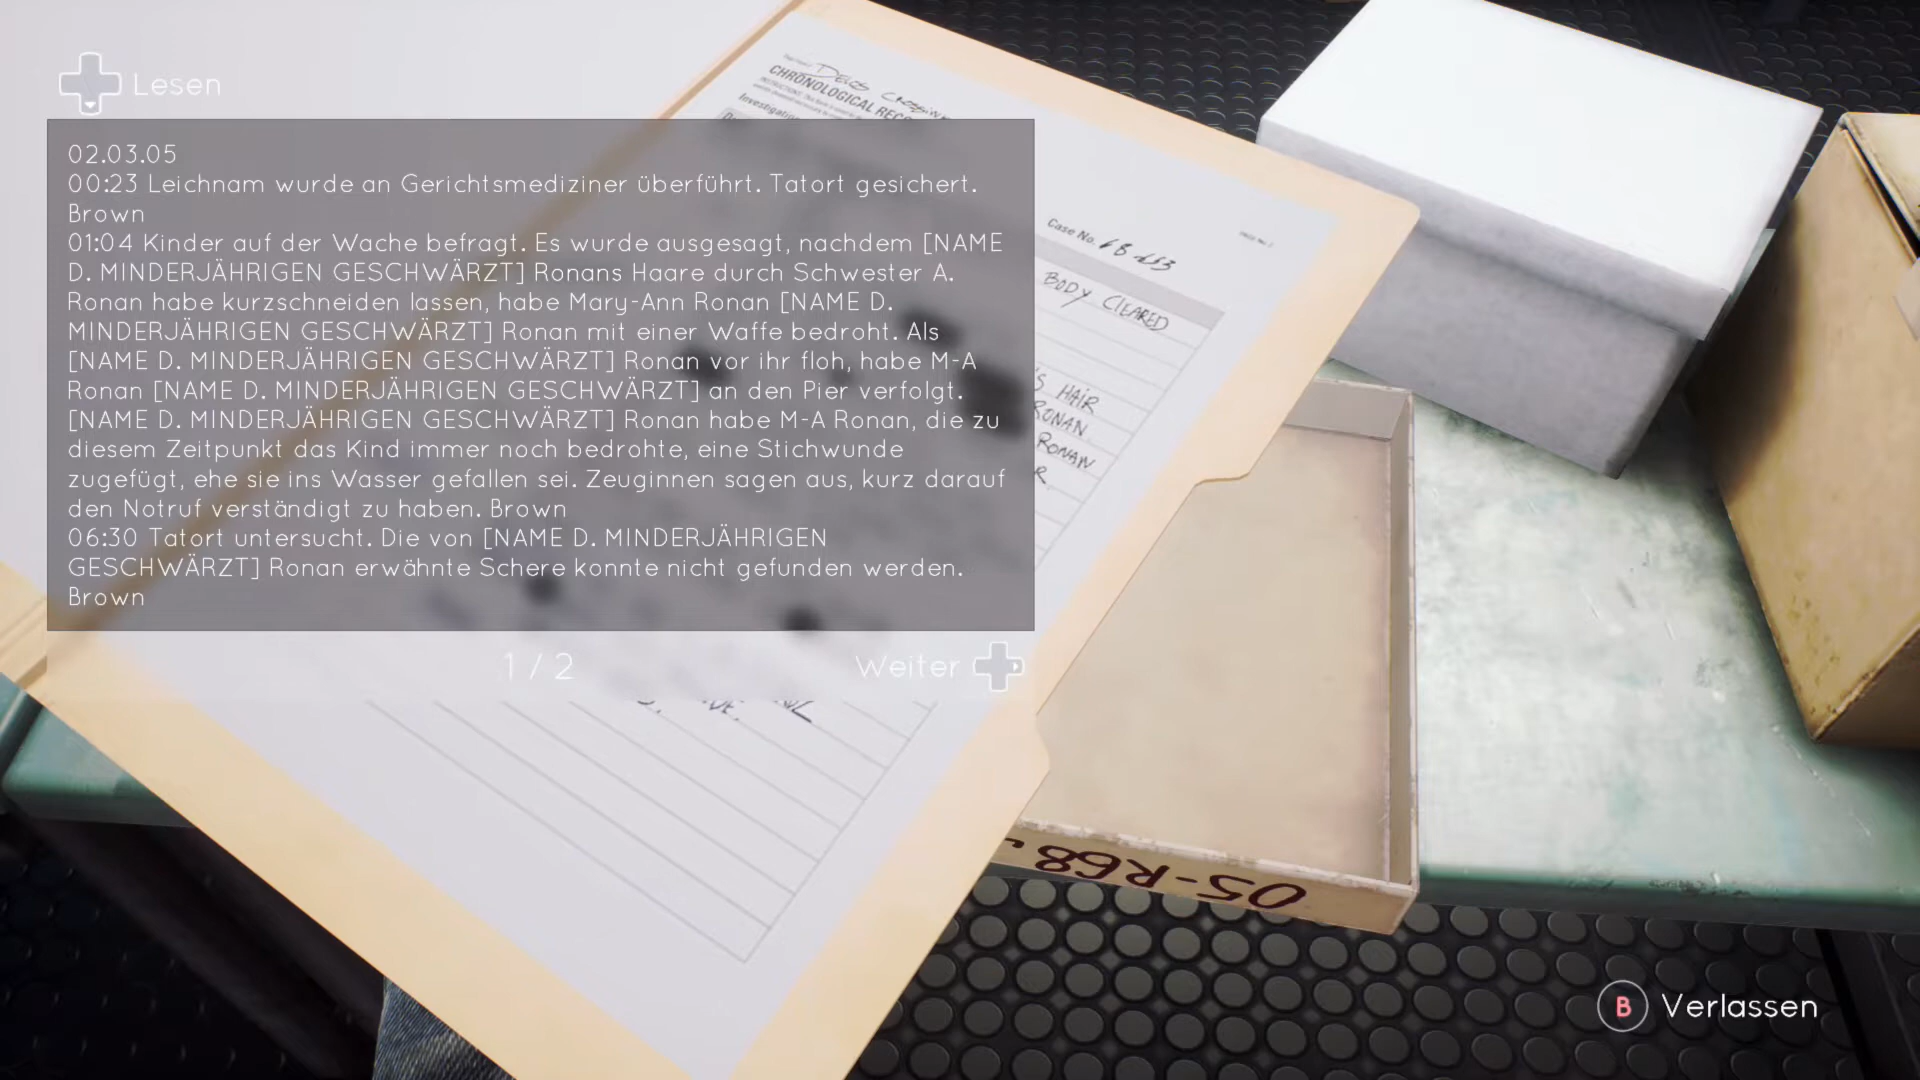 Lesen
02.03.05
00:23 Leichnam wurde an Gerichtsmediziner überführt. Tatort gesichert.
Brown
01:04 Kinder auf der Wache befragt. Es wurde ausgesagt, nachdem [NAME
D. MINDERJÄHRIGEN GESCHWÄRZT] Ronans Haare durch Schwester A.
Ronan habe kurzschneiden lassen, habe Mary-Ann Ronan [NAME D.
MINDERJÄHRIGEN GESCHWÄRZT] Ronan mit einer Waffe bedroht. Als
[NAME D. MINDERJÄHRIGEN GESCHWÄRZT] Ronan vor ihr floh, habe M-A
Ronan [NAME D. MINDERJÄHRIGEN GESCHWÄRZT] an den Pier verfolgt.
[NAME D. MINDERJÄHRIGEN GESCHWÄRZT] Ronan habe M-A Ronan, die zu
diesem Zeitpunkt das Kind immer noch bedrohte, eine Stichwunde
zugefügt, ehe sie ins Wasser gefallen sei. Zeuginnen sagen aus, kurz darauf
den Notruf verständigt zu haben. Brown
06:30 Tatort untersucht. Die von [NAME D. MINDERJÄHRIGEN
GESCHWÄRZT] Ronan erwähnte Schere konnte nicht gefunden werden.
Brown
1 / 2
Weiter
DELOS CROSSING
CHRONOLOGICAL
Case No.
BODY CLEARED
HAIR
RONAN
RONAN
05-R68
B Verlassen